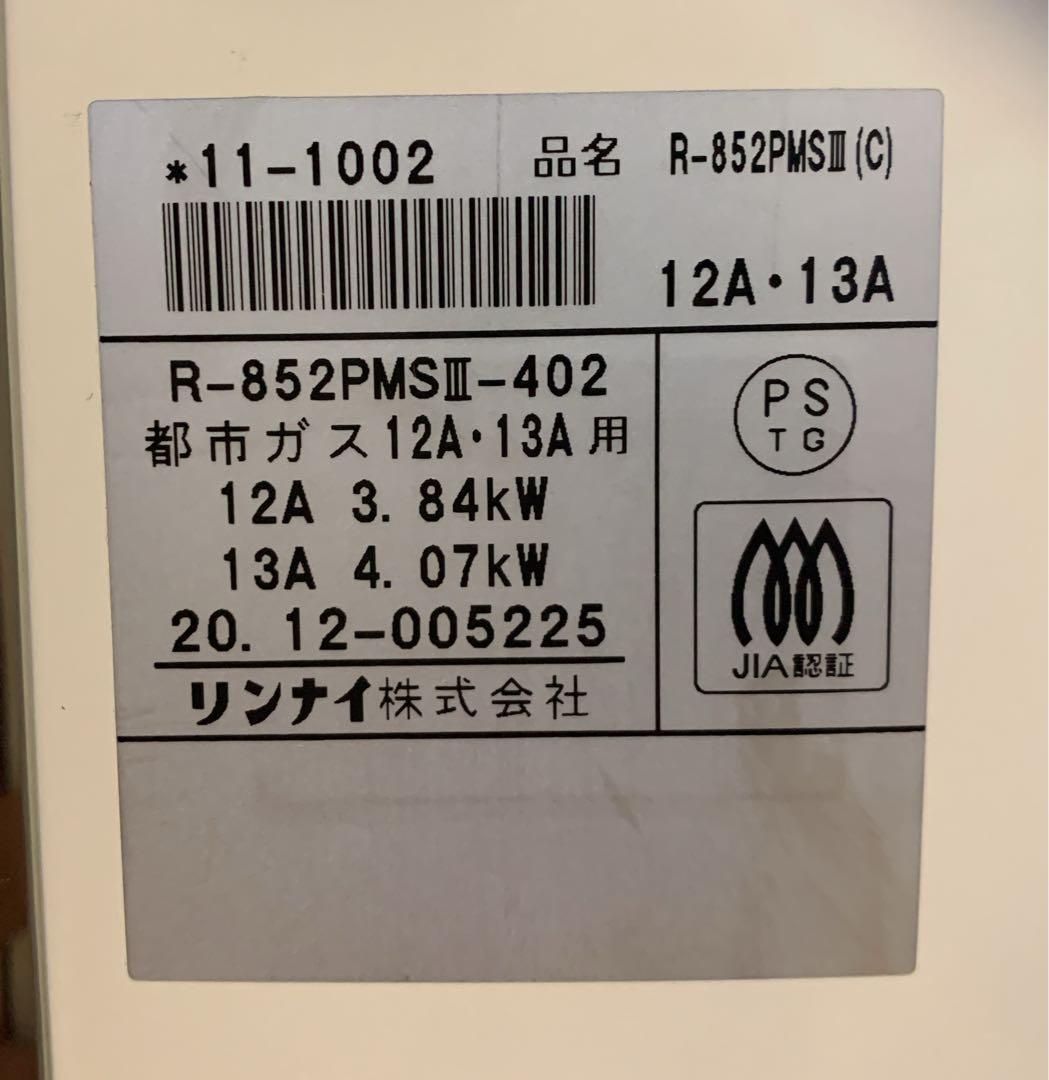 *11-1002
品名 R-852PMSⅢ(C)
12A・13A
R-852PMSⅢ-402
都市ガス12A・13A用
12A 3.84kW
13A 4.07kW
20.12-005225
リンナイ株式会社
PS
TG
JIA認証